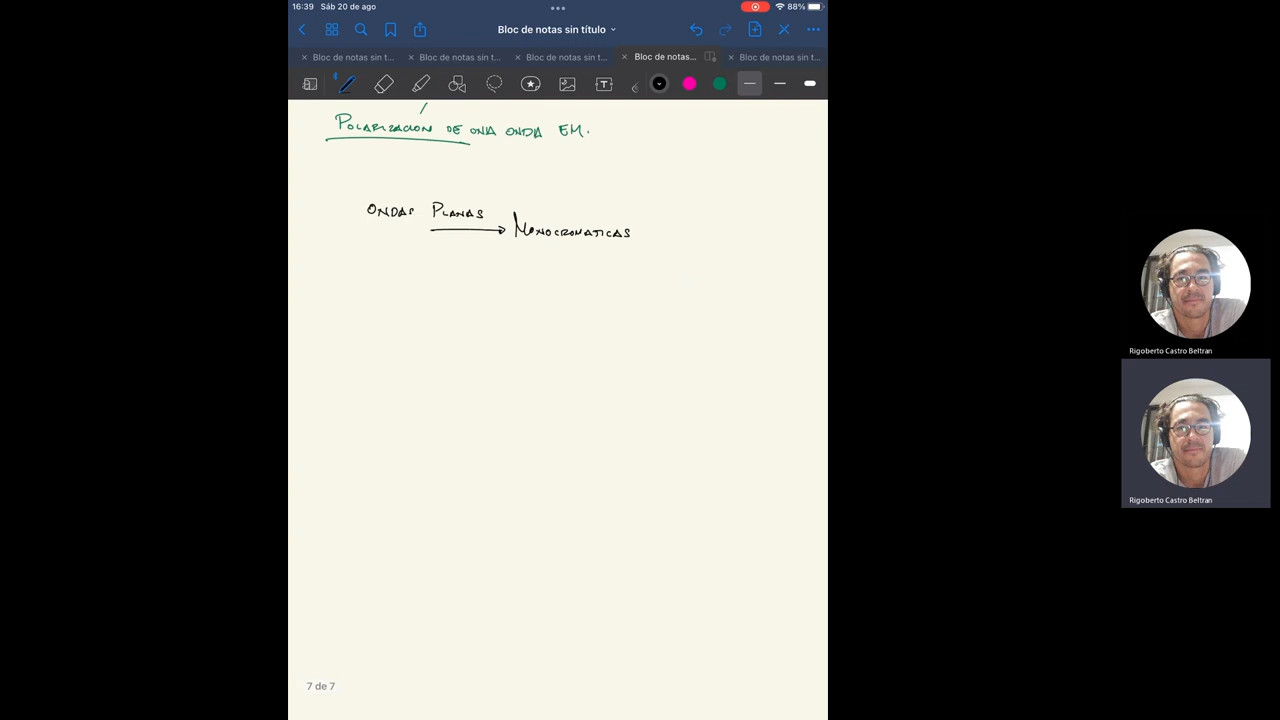 16:39 Sáb 20 de ago 88%
Bloc de notas sin título
Bloc de notas sin t... Bloc de notas sin t... Bloc de notas sin t... Bloc de notas... Bloc de notas sin t...
POLARIZACIÓN DE UNA ONDA EM.
ONDAS PLANAS
MONOCROMATICAS
Rigoberto Castro Beltran
Rigoberto Castro Beltran
7 de 7